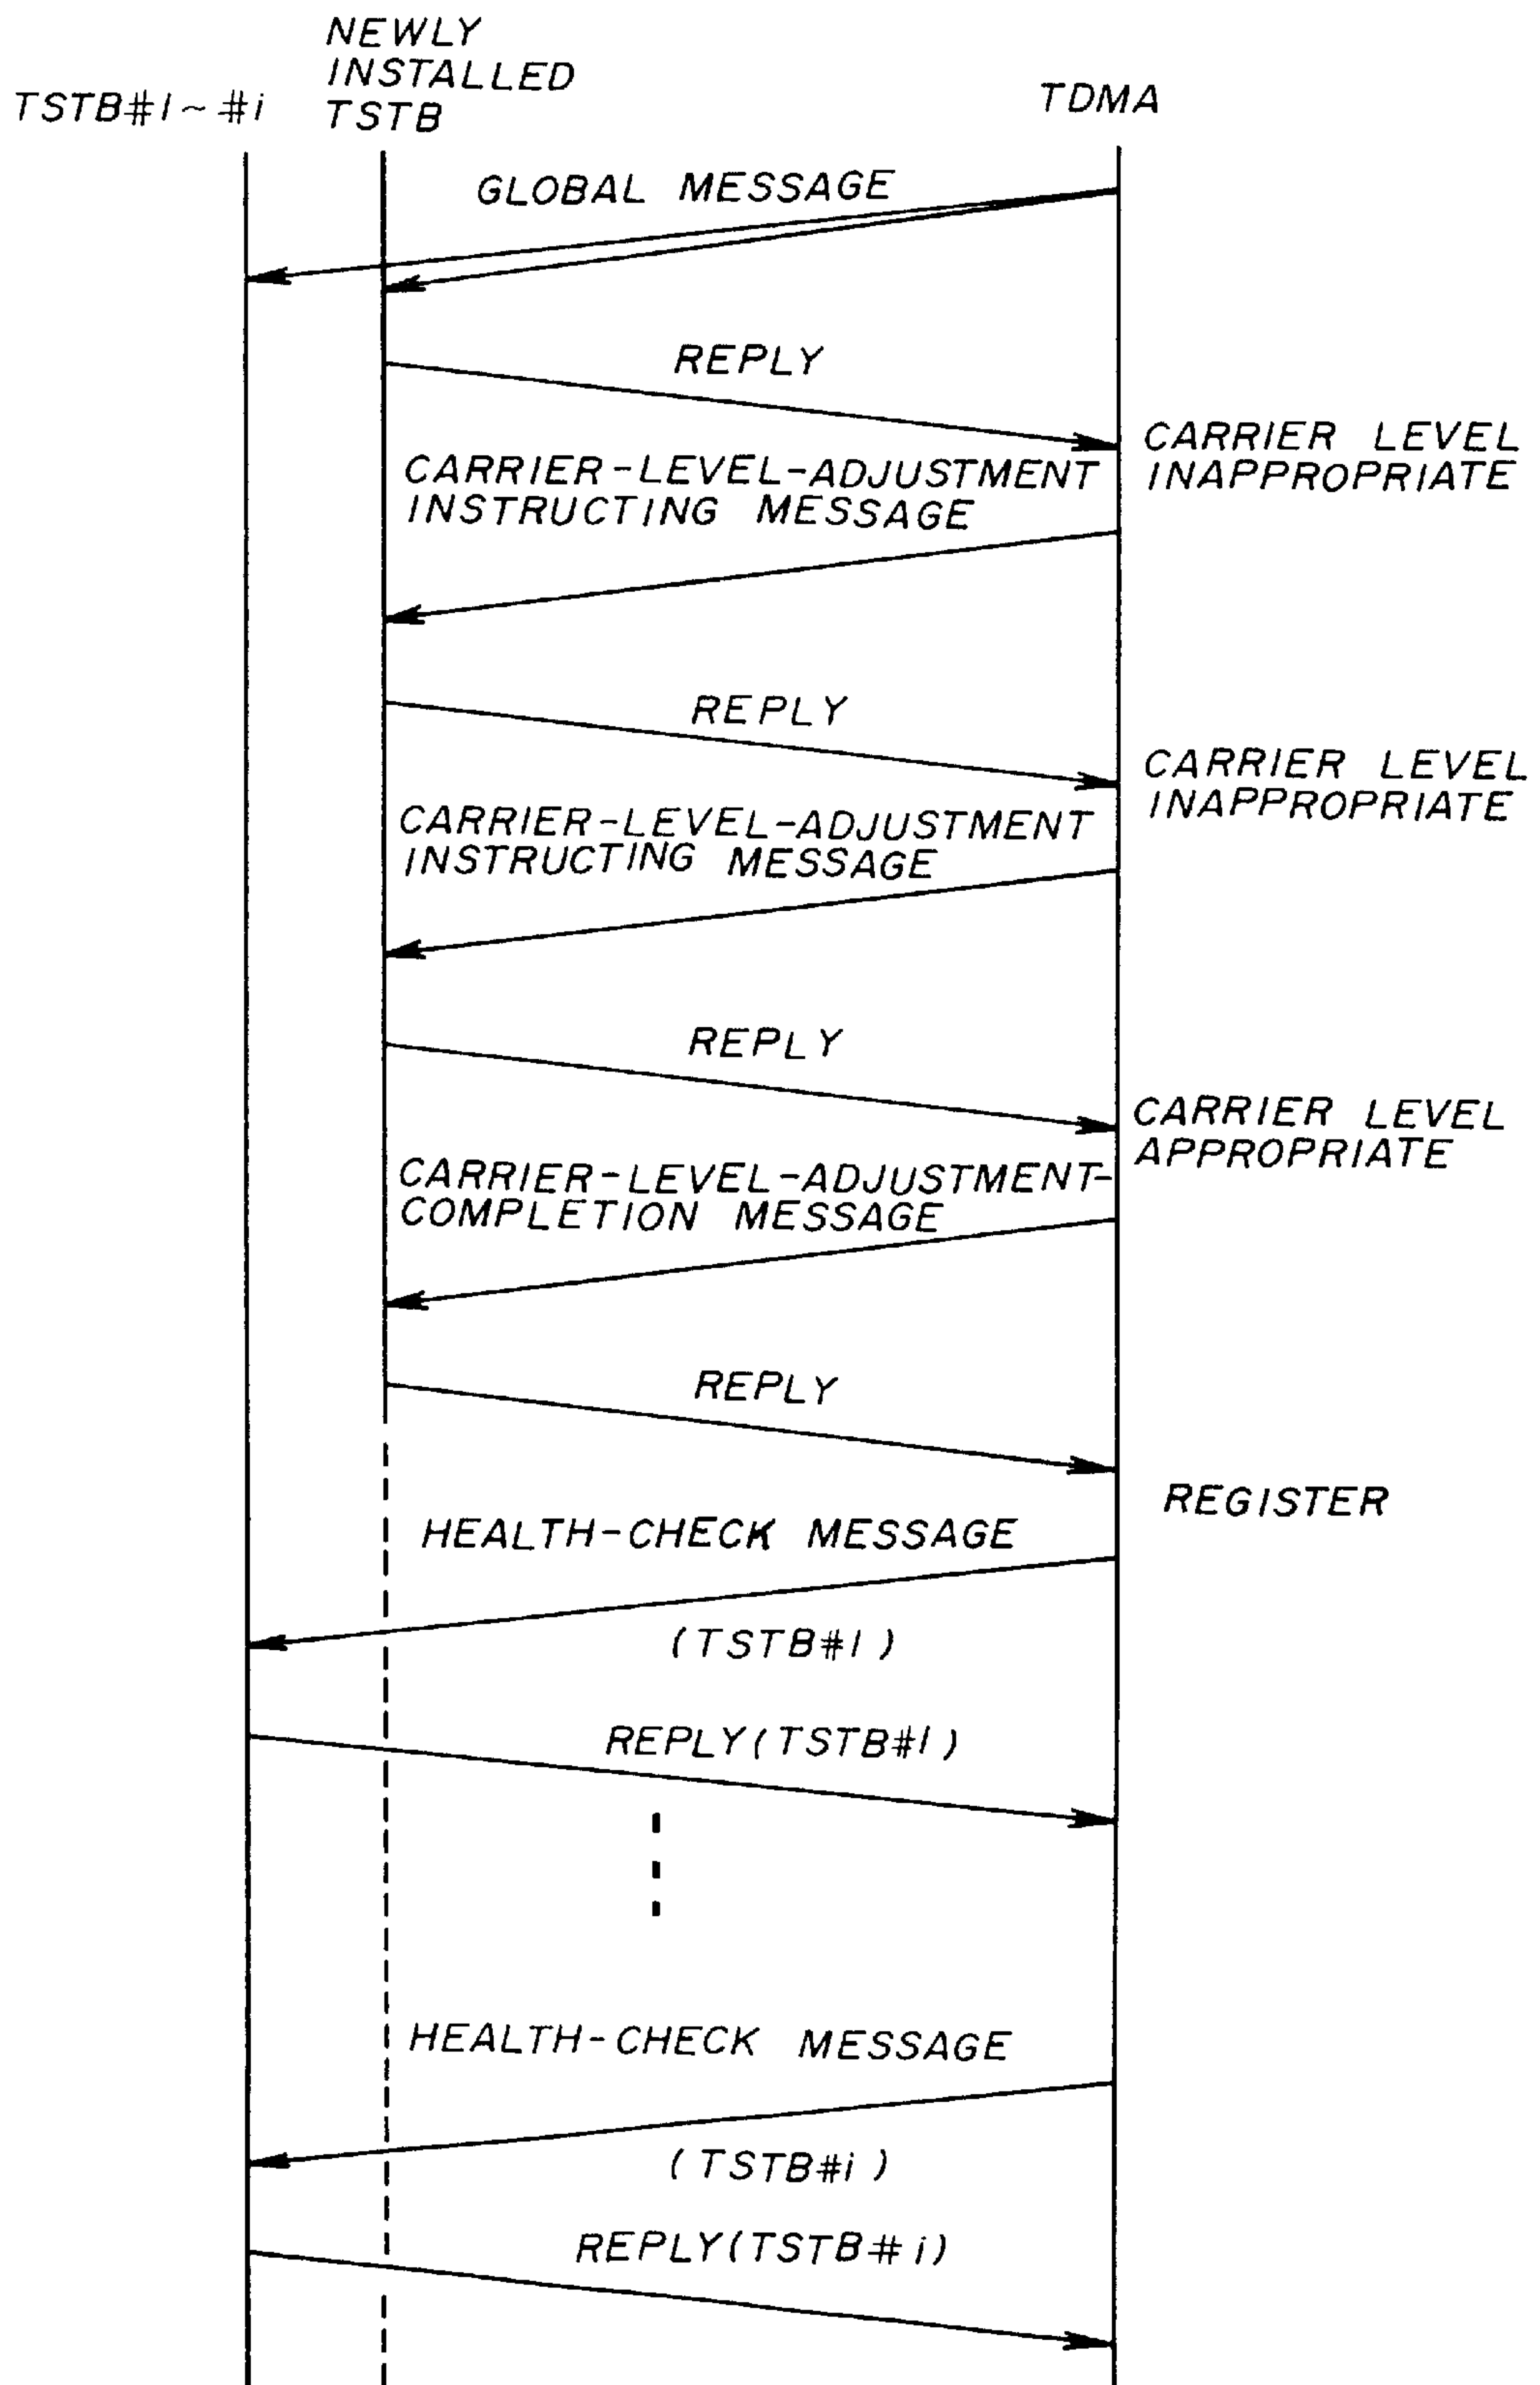 NEWLY
INSTALLED
TSTB
TSTB#1~#i
TDMA
GLOBAL MESSAGE
REPLY
CARRIER LEVEL
INAPPROPRIATE
CARRIER-LEVEL-ADJUSTMENT
INSTRUCTING MESSAGE
REPLY
CARRIER LEVEL
INAPPROPRIATE
CARRIER-LEVEL-ADJUSTMENT
INSTRUCTING MESSAGE
REPLY
CARRIER LEVEL
APPROPRIATE
CARRIER-LEVEL-ADJUSTMENT-
COMPLETION MESSAGE
REPLY
REGISTER
HEALTH-CHECK MESSAGE
(TSTB#1)
REPLY(TSTB#1)
HEALTH-CHECK MESSAGE
(TSTB#i)
REPLY(TSTB#i)